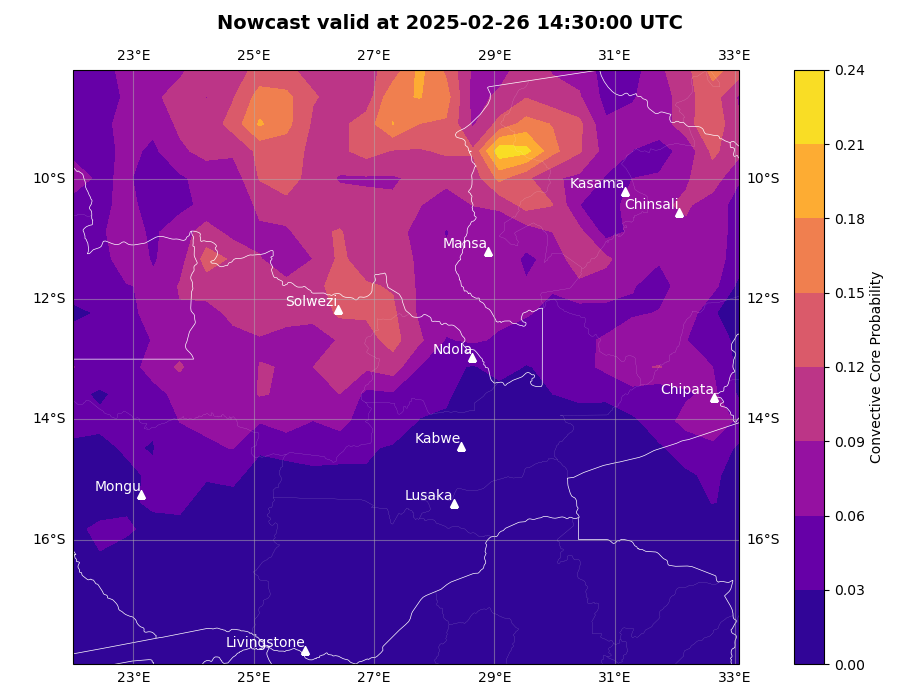 Nowcast valid at 2025-02-26 14:30:00 UTC
23°E 25°E 27°E 29°E 31°E 33°E
0.24
0.21
0.18
0.15
0.12
0.09
0.06
0.03
0.00
Convective Core Probability
10°S 10°S
12°S 12°S
14°S 14°S
16°S 16°S
Kasama
Chinsali
Mansa
Solwezi
Ndola
Chipata
Kabwe
Mongu
Lusaka
Livingstone
23°E 25°E 27°E 29°E 31°E 33°E